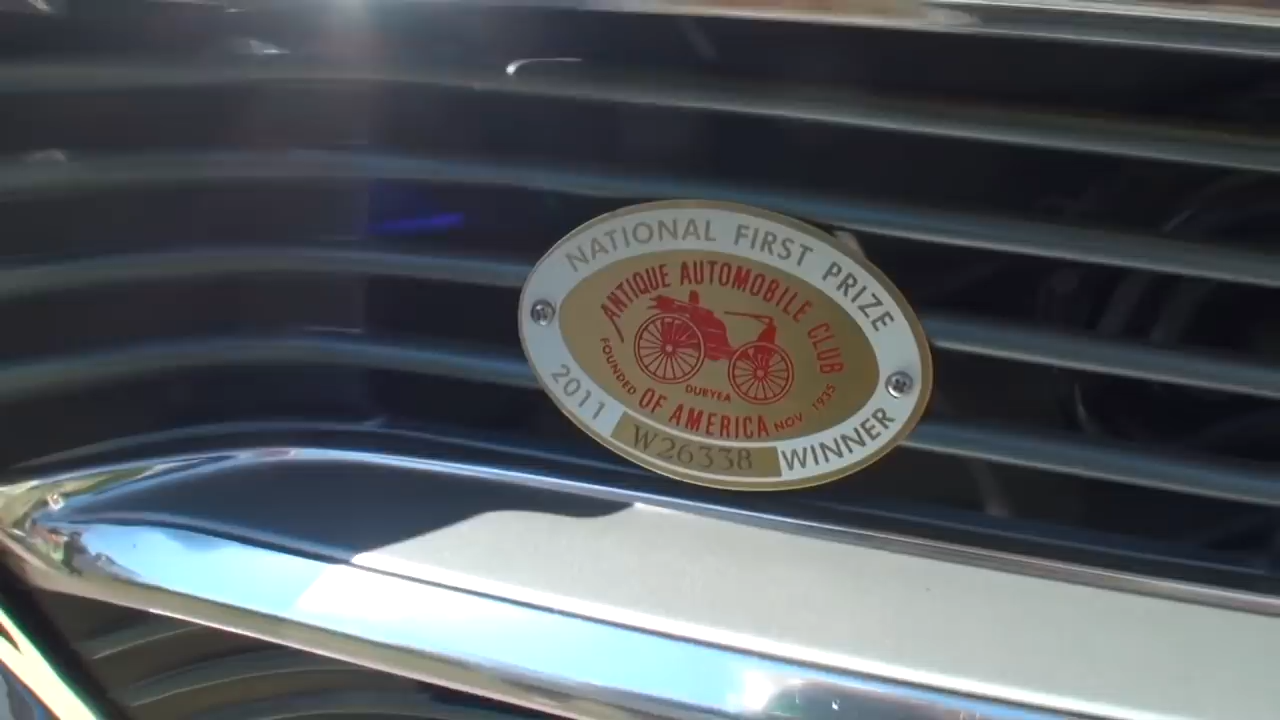 NATIONAL FIRST PRIZE
ANTIQUE AUTOMOBILE CLUB
FOUNDED
DURYEA
NOV 1935
OF AMERICA
2011
W26338
WINNER